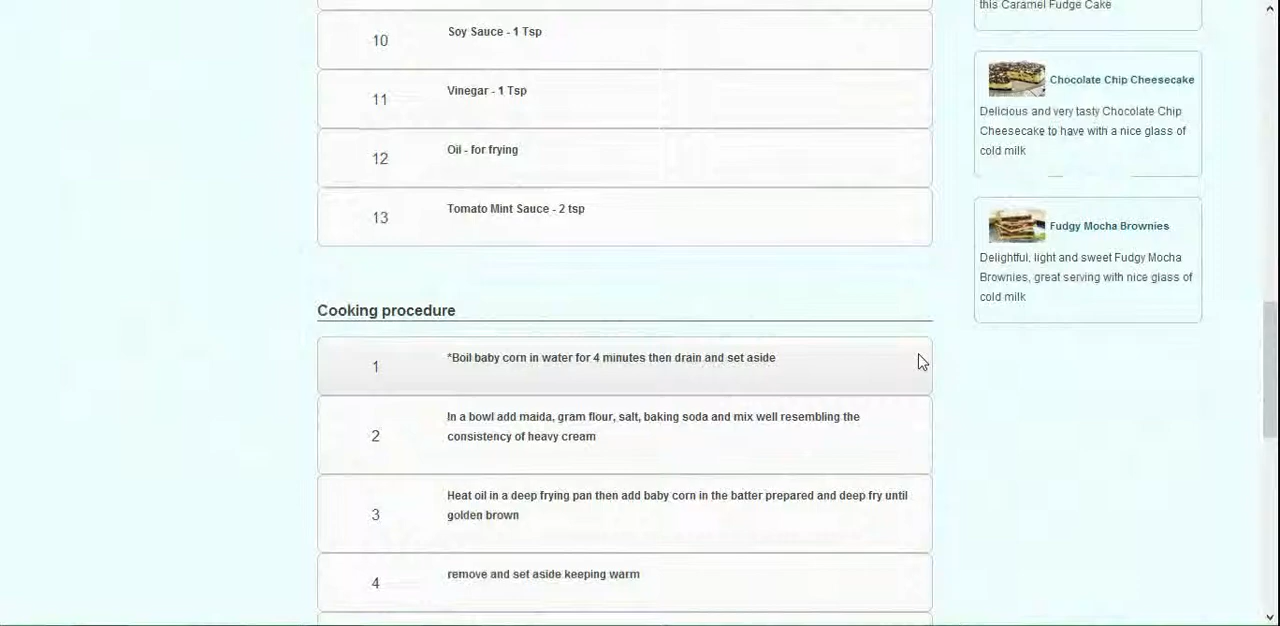 10
Soy Sauce - 1 Tsp
11
Vinegar - 1 Tsp
12
Oil - for frying
13
Tomato Mint Sauce - 2 tsp
Cooking procedure
1
*Boil baby corn in water for 4 minutes then drain and set aside
2
In a bowl add maida, gram flour, salt, baking soda and mix well resembling the
consistency of heavy cream
3
Heat oil in a deep frying pan then add baby corn in the batter prepared and deep fry until
golden brown
4
remove and set aside keeping warm
this Caramel Fudge Cake
Chocolate Chip Cheesecake
Delicious and very tasty Chocolate Chip
Cheesecake to have with a nice glass of
cold milk
Fudgy Mocha Brownies
Delightful, light and sweet Fudgy Mocha
Brownies, great serving with nice glass of
cold milk